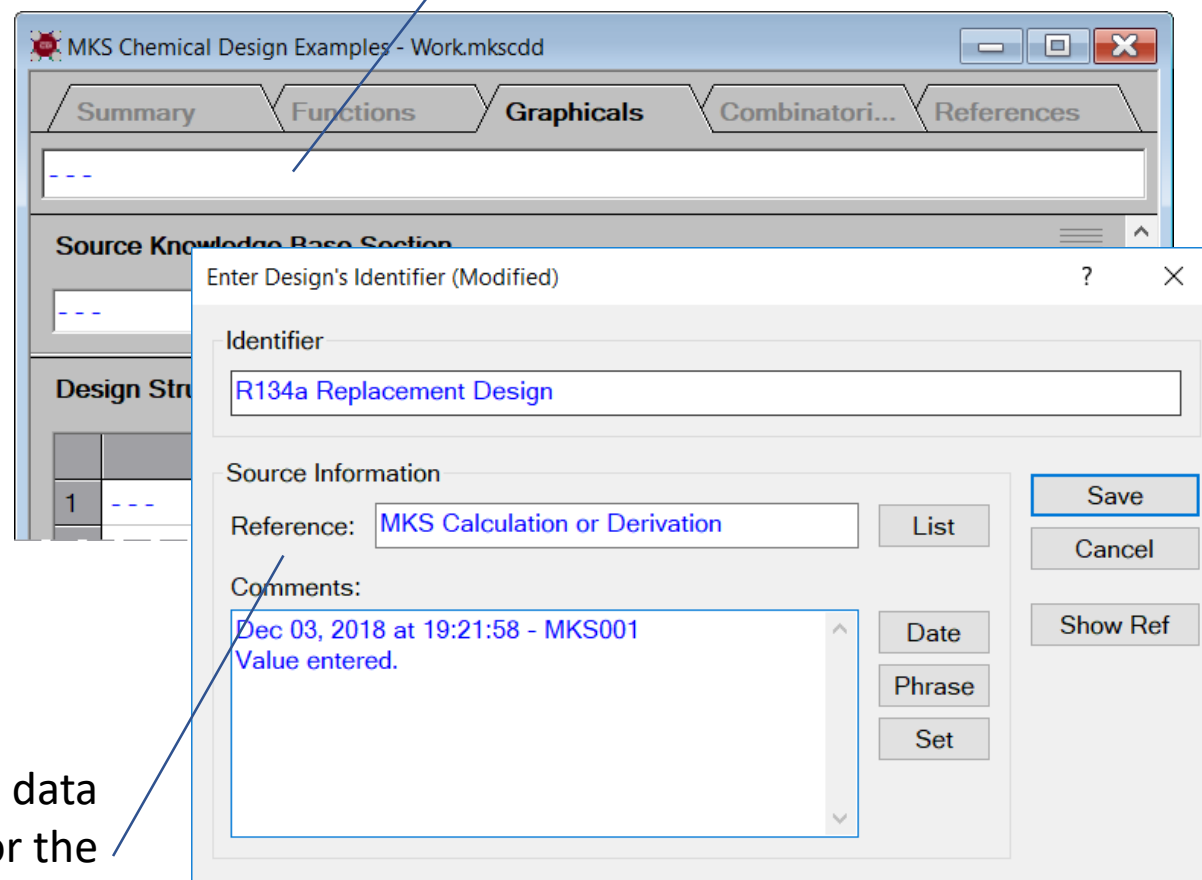 MKS Chemical Design Examples - Work.mkscdd
Summary Functions Graphicals Combinatori... References
- - -
Source Knowledge Base Section
- - -
Design Stru
1 - - -
Enter Design's Identifier (Modified) ?
Identifier
R134a Replacement Design
Source Information
Reference: MKS Calculation or Derivation List
Comments:
Dec 03, 2018 at 19:21:58 - MKS001
Value entered.
Date
Phrase
Set
Save
Cancel
Show Ref
data
or the